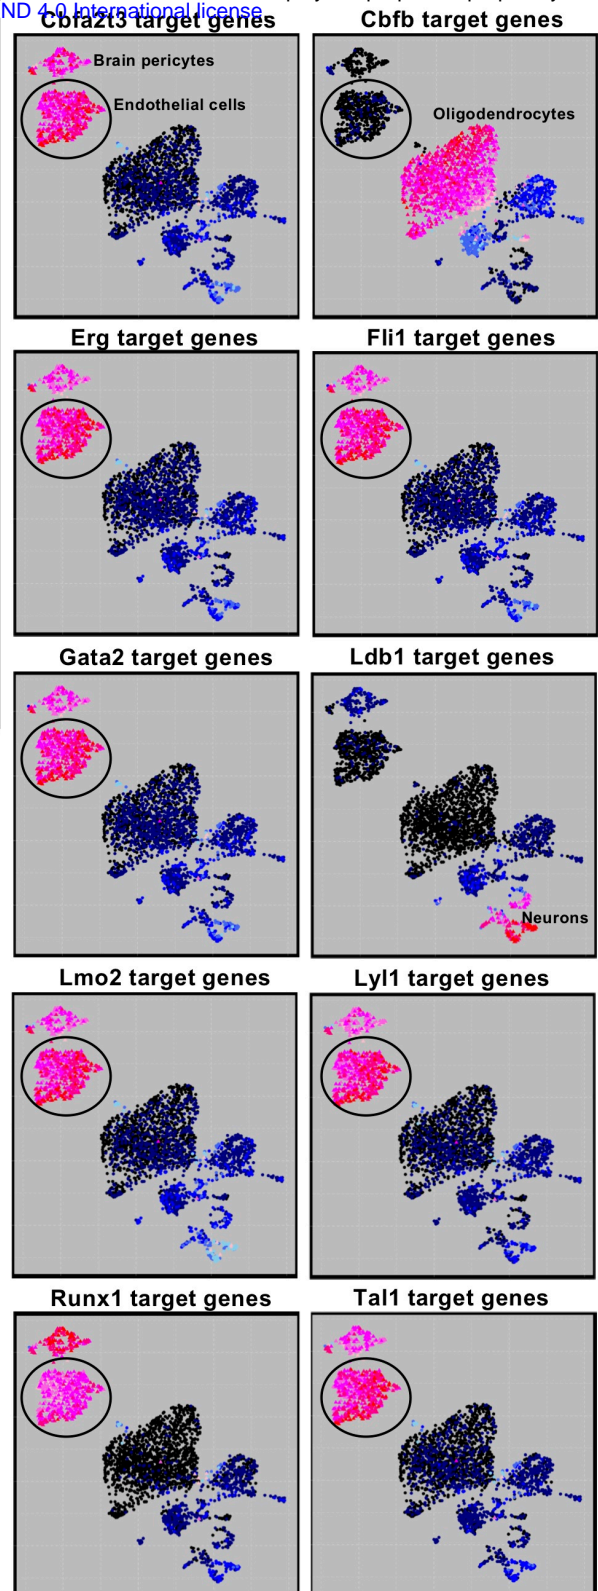 ND 4.0 International license
Cbfa2t3 target genes
Cbfb target genes
Brain pericytes
Endothelial cells
Oligodendrocytes
Erg target genes
Fli1 target genes
Gata2 target genes
Ldb1 target genes
Neurons
Lmo2 target genes
Lyl1 target genes
Runx1 target genes
Tal1 target genes